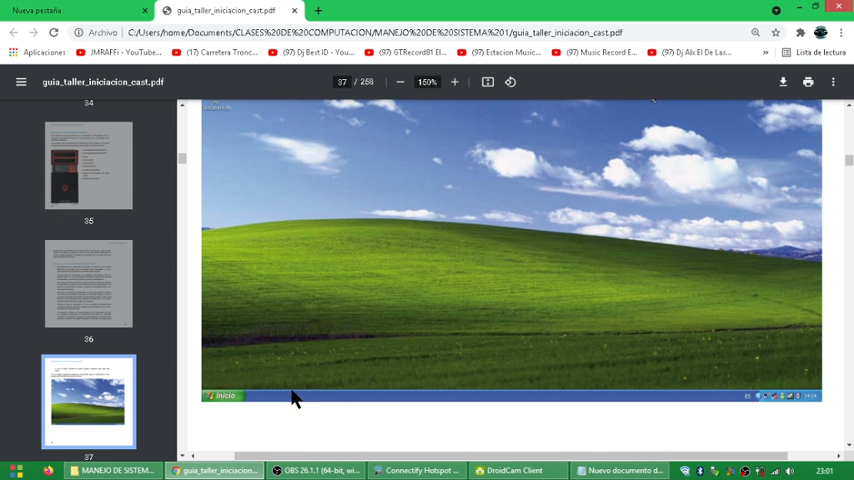 Nueva pestaña
guia_taller_iniciacion_cast.pdf
Archivo
C:/Users/home/Documents/CLASES%20DE%20COMPUTACION/MANEJO%20DE%20SISTEMA%201/guia_taller_iniciacion_cast.pdf
Aplicaciones
JMRAFFi - YouTube...
(17) Carretera Tronc...
(97) Dj Best ID - You...
(97) GTRecord81 El...
(97) Estacion Music...
(97) Music Record E...
(97) Dj Alx El De Las...
»
Lista de lectura
guia_taller_iniciacion_cast.pdf
37 / 256
150%
34
35
36
37
Inicio
MANEJO DE SISTEM...
guia_taller_iniciacion...
OBS 26.1.1 (64-bit, wi...
Connectify Hotspot ...
DroidCam Client
Nuevo documento d...
23:01